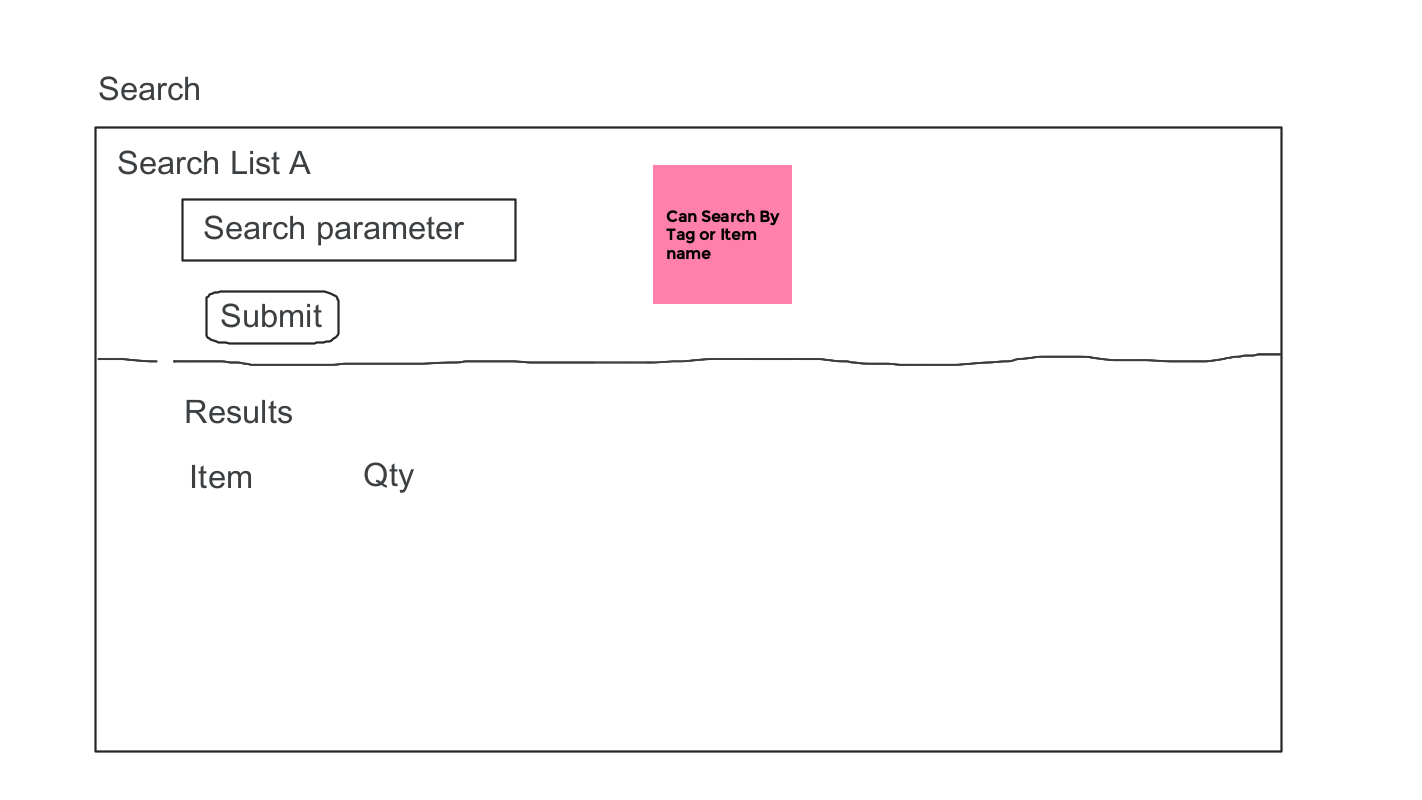 Search
Search List A
Search parameter
Can Search By
Tag or Item
name
Submit
Results
Item Qty